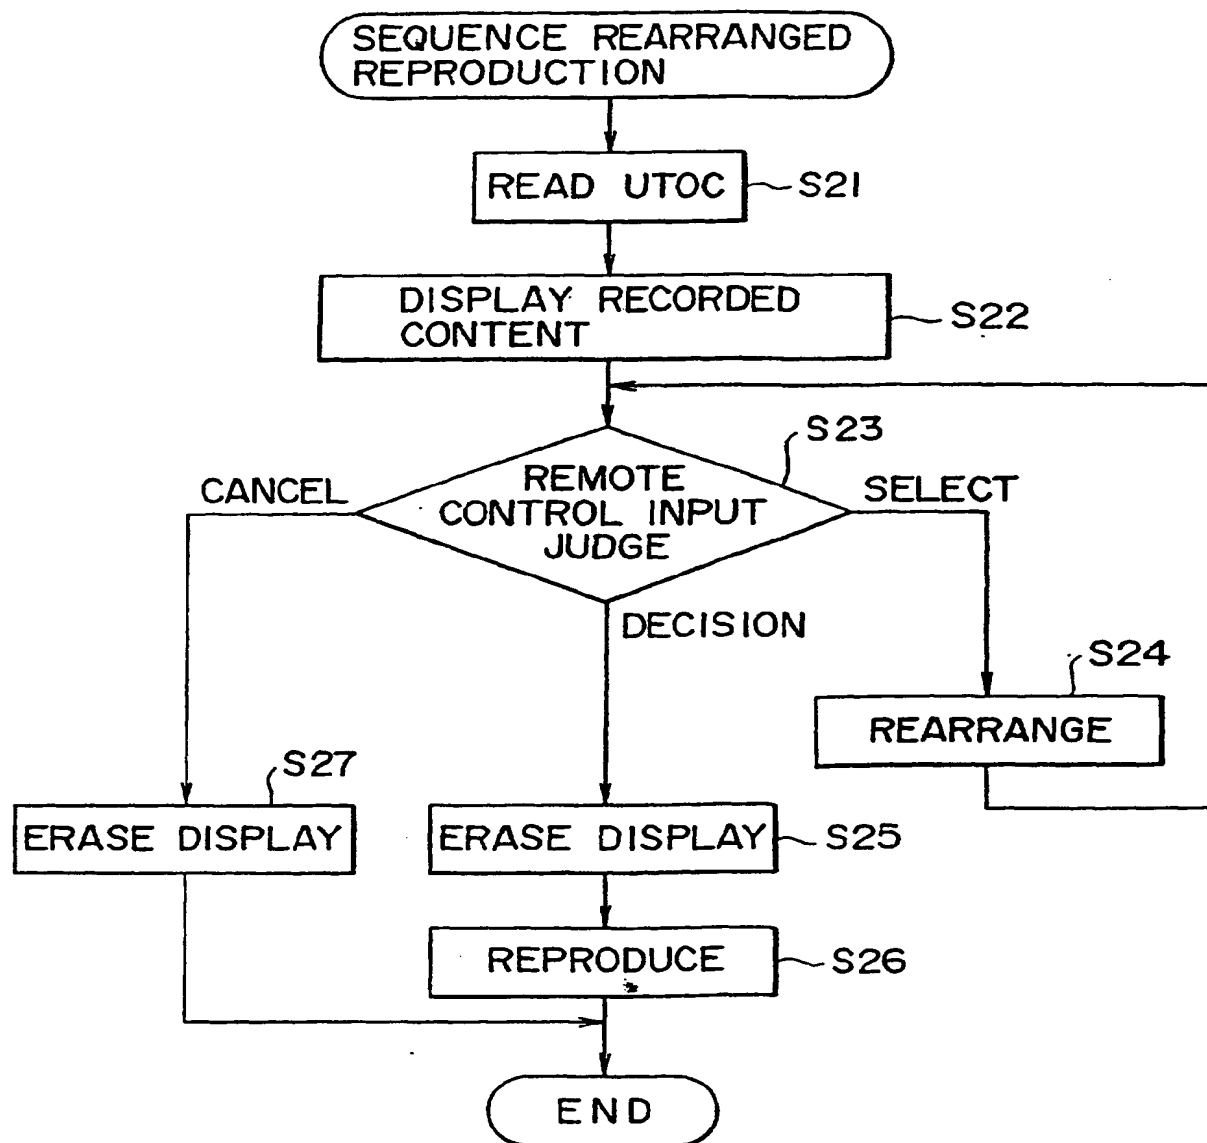 SEQUENCE REARRANGED
REPRODUCTION
READ UTOC
S21
DISPLAY RECORDED
CONTENT
S22
S23
REMOTE
CONTROL INPUT
JUDGE
CANCEL
SELECT
DECISION
S24
REARRANGE
S27
ERASE DISPLAY
ERASE DISPLAY
S25
REPRODUCE
S26
END